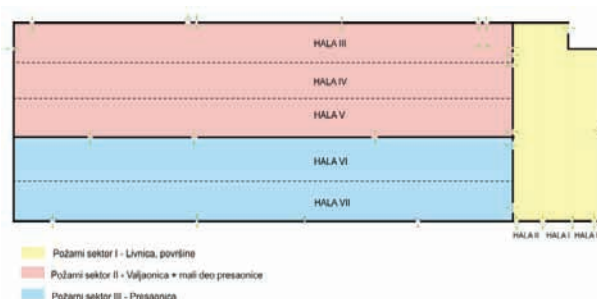 HALA III
HALA IV
HALA V
HALA VI
HALA VII
HALA II HALA I HALA
Požarni sektor I - Livnica, površine
Požarni sektor II - Valjaonica + mali deo presaonice
Požarni sektor III - Presaonica